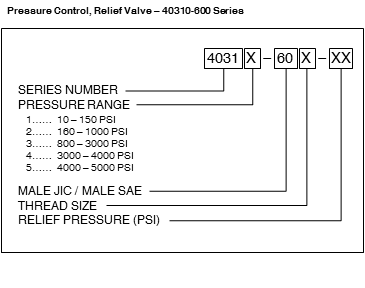 Pressure Control, Relief Valve – 40310-600 Series
4031 X – 60 X – XX
SERIES NUMBER
PRESSURE RANGE
1...... 10 – 150 PSI
2...... 160 – 1000 PSI
3...... 800 – 3000 PSI
4...... 3000 – 4000 PSI
5...... 4000 – 5000 PSI
MALE JIC / MALE SAE
THREAD SIZE
RELIEF PRESSURE (PSI)